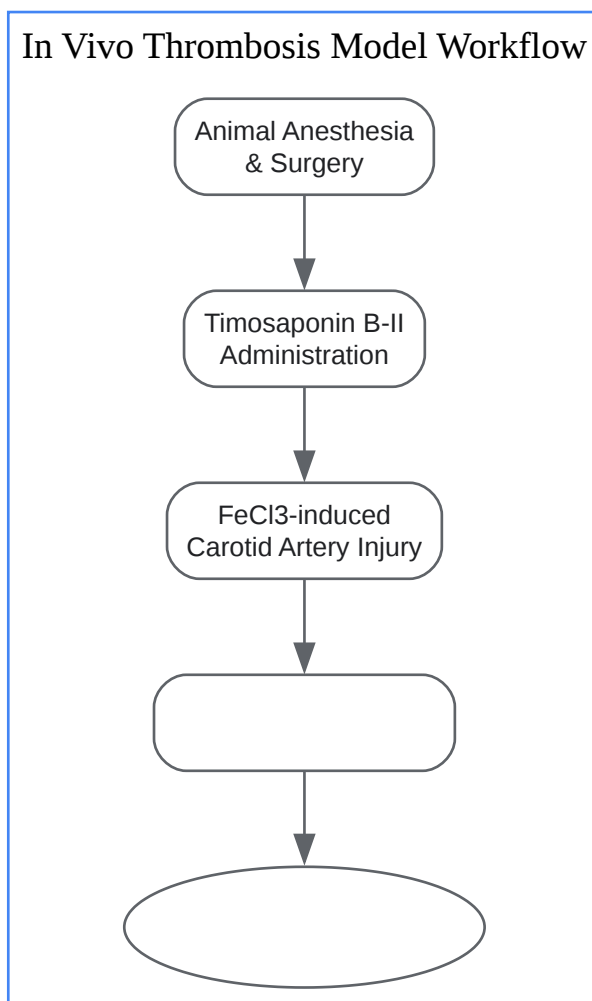 In Vivo Thrombosis Model Workflow
Animal Anesthesia
& Surgery
Timosaponin B-II
Administration
FeCl3-induced
Carotid Artery Injury